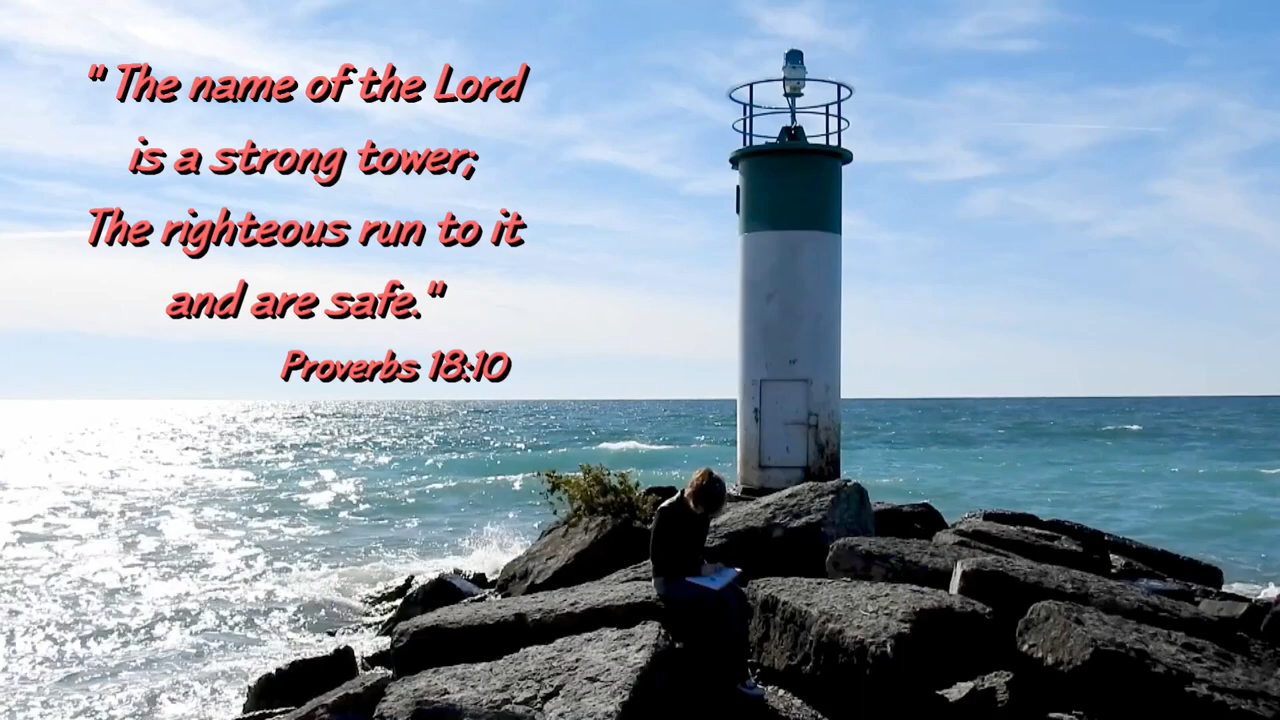 " The name of the Lord
is a strong tower;
The righteous run to it
and are safe."
Proverbs 18:10